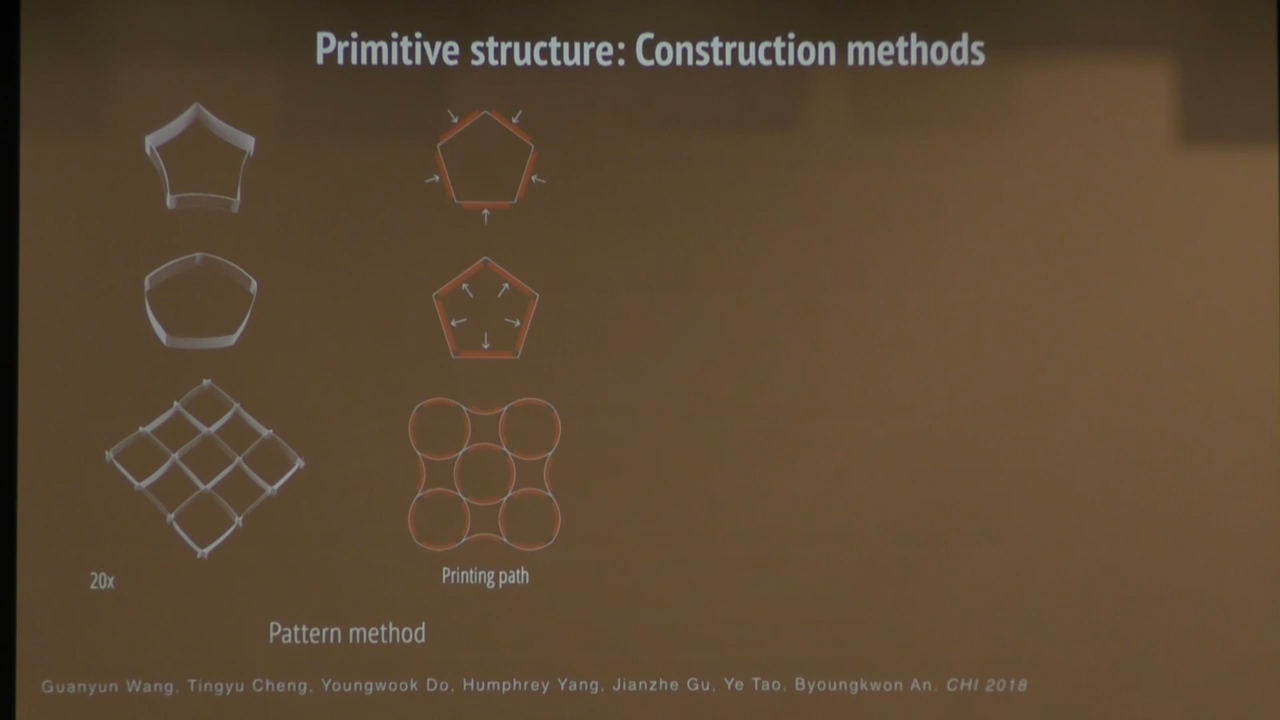 Primitive structure: Construction methods
20x
Printing path
Pattern method
Guanyun Wang, Tingyu Cheng, Youngwook Do, Humphrey Yang, Jianzhe Gu, Ye Tao, Byoungkwon An. CHI 2018